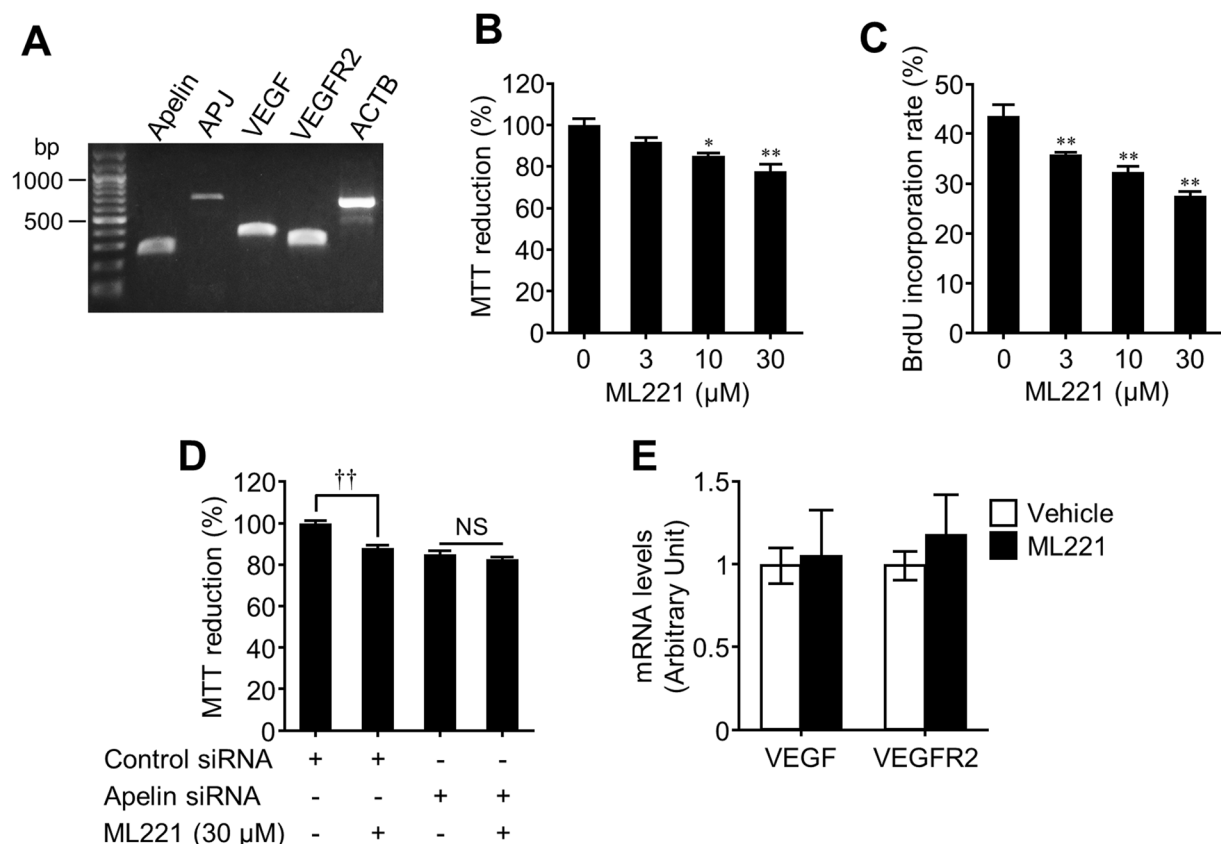 A
Apelin APJ VEGF VEGFR2 ACTB
bp
1000
500
B
MTT reduction (%)
120
100
80
60
40
20
0
* **
0 3 10 30
ML221 (µM)
C
BrdU incorporation rate (%)
50
40
30
20
10
0
** ** **
0 3 10 30
ML221 (µM)
D
MTT reduction (%)
120
100
80
60
40
20
0
†† NS
Control siRNA + + - -
Apelin siRNA - - + +
ML221 (30 µM) - + - +
E
mRNA levels
(Arbitrary Unit)
1.5
1
0.5
0
VEGF VEGFR2
Vehicle
ML221